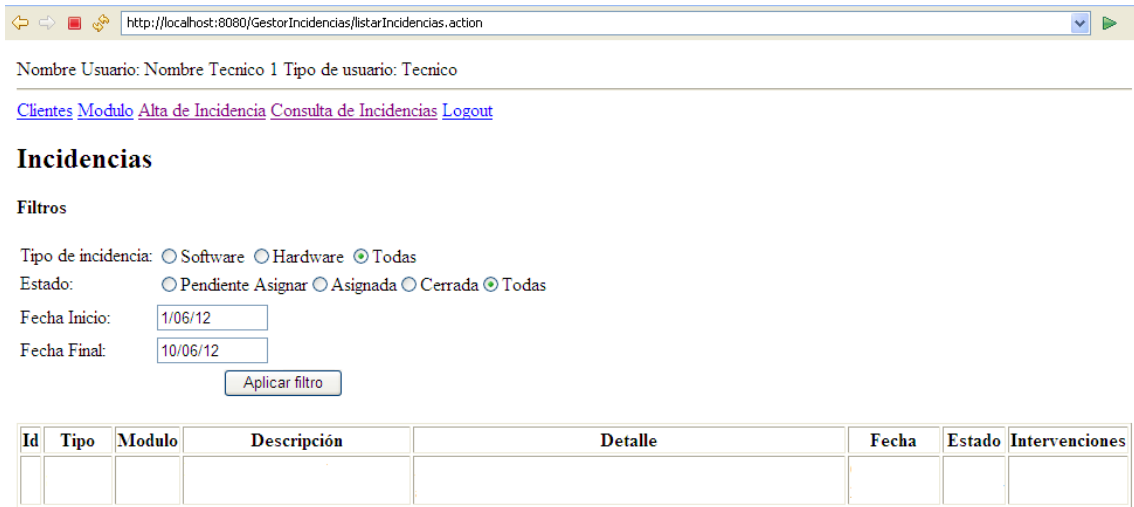 http://localhost:8080/GestorIncidencias/listarIncidencias.action
Nombre Usuario: Nombre Tecnico 1 Tipo de usuario: Tecnico
Clientes Modulo Alta de Incidencia Consulta de Incidencias Logout
Incidencias
Filtros
Tipo de incidencia: Software Hardware Todas
Estado: Pendiente Asignar Asignada Cerrada Todas
Fecha Inicio: 1/06/12
Fecha Final: 10/06/12
Aplicar filtro
Id Tipo Modulo Descripción Detalle Fecha Estado Intervenciones